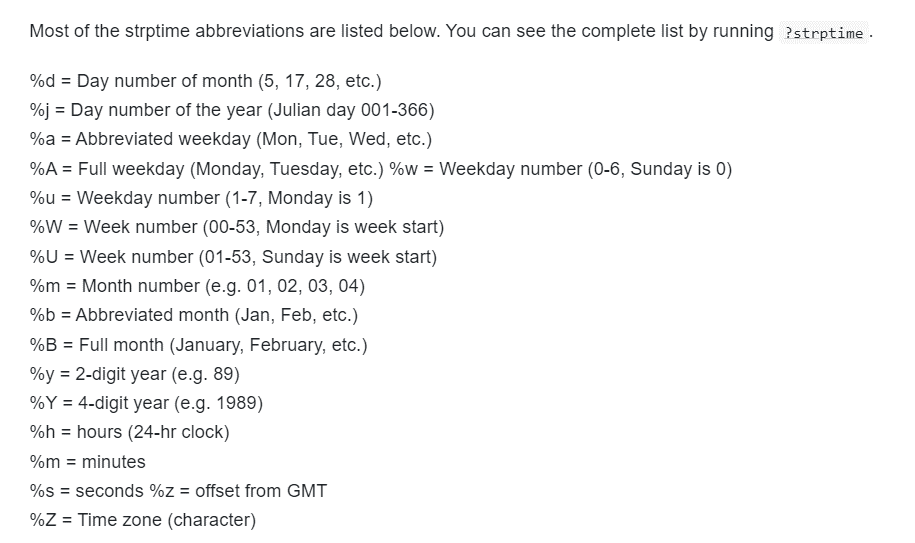 Most of the strptime abbreviations are listed below. You can see the complete list by running ?strptime.
%d = Day number of month (5, 17, 28, etc.)
%j = Day number of the year (Julian day 001-366)
%a = Abbreviated weekday (Mon, Tue, Wed, etc.)
%A = Full weekday (Monday, Tuesday, etc.) %w = Weekday number (0-6, Sunday is 0)
%u = Weekday number (1-7, Monday is 1)
%W = Week number (00-53, Monday is week start)
%U = Week number (01-53, Sunday is week start)
%m = Month number (e.g. 01, 02, 03, 04)
%b = Abbreviated month (Jan, Feb, etc.)
%B = Full month (January, February, etc.)
%y = 2-digit year (e.g. 89)
%Y = 4-digit year (e.g. 1989)
%h = hours (24-hr clock)
%m = minutes
%s = seconds %z = offset from GMT
%Z = Time zone (character)